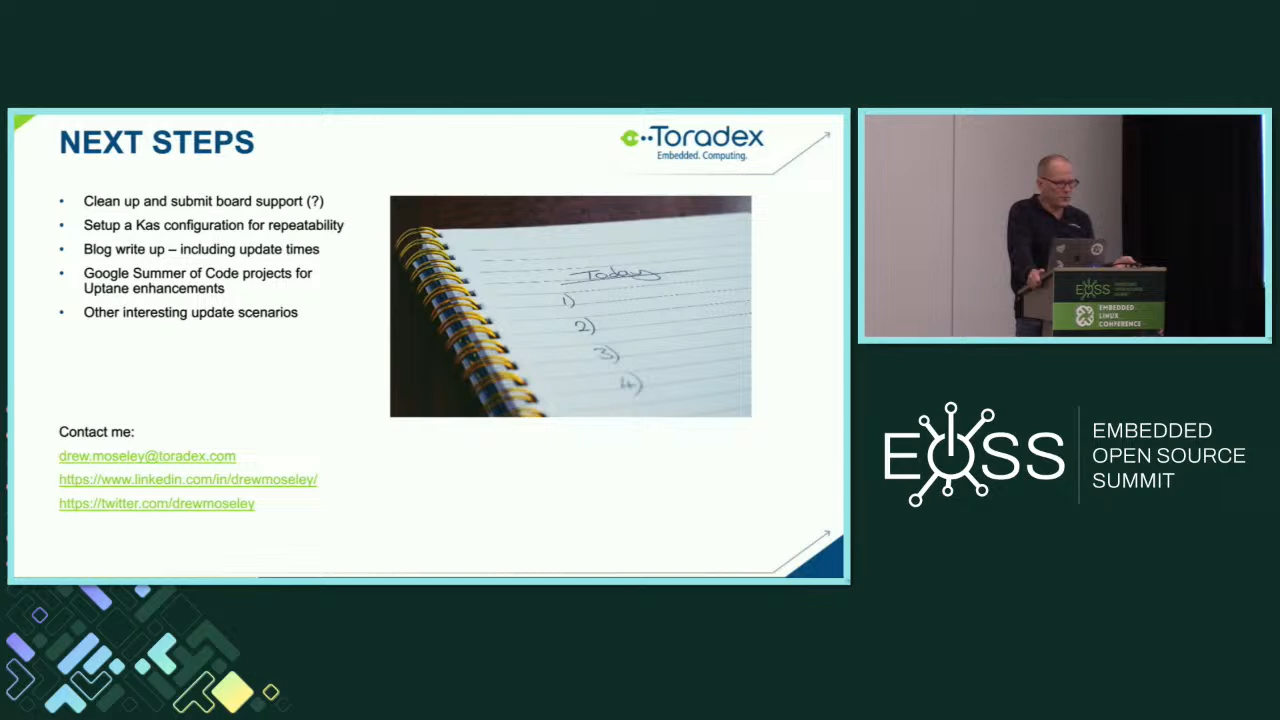 NEXT STEPS
Toradex
Embedded. Computing.
• Clean up and submit board support (?)
• Setup a Kas configuration for repeatability
• Blog write up – including update times
• Google Summer of Code projects for
Uptane enhancements
• Other interesting update scenarios
Today
1)
2)
3)
4)
Contact me:
drew.moseley@toradex.com
https://www.linkedin.com/in/drewmoseley/
https://twitter.com/drewmoseley
EOSS
EMBEDDED
LINUX
CONFERENCE
EOSS
EMBEDDED
OPEN SOURCE
SUMMIT